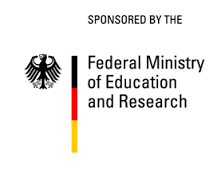 SPONSORED BY THE
Federal Ministry
of Education
and Research